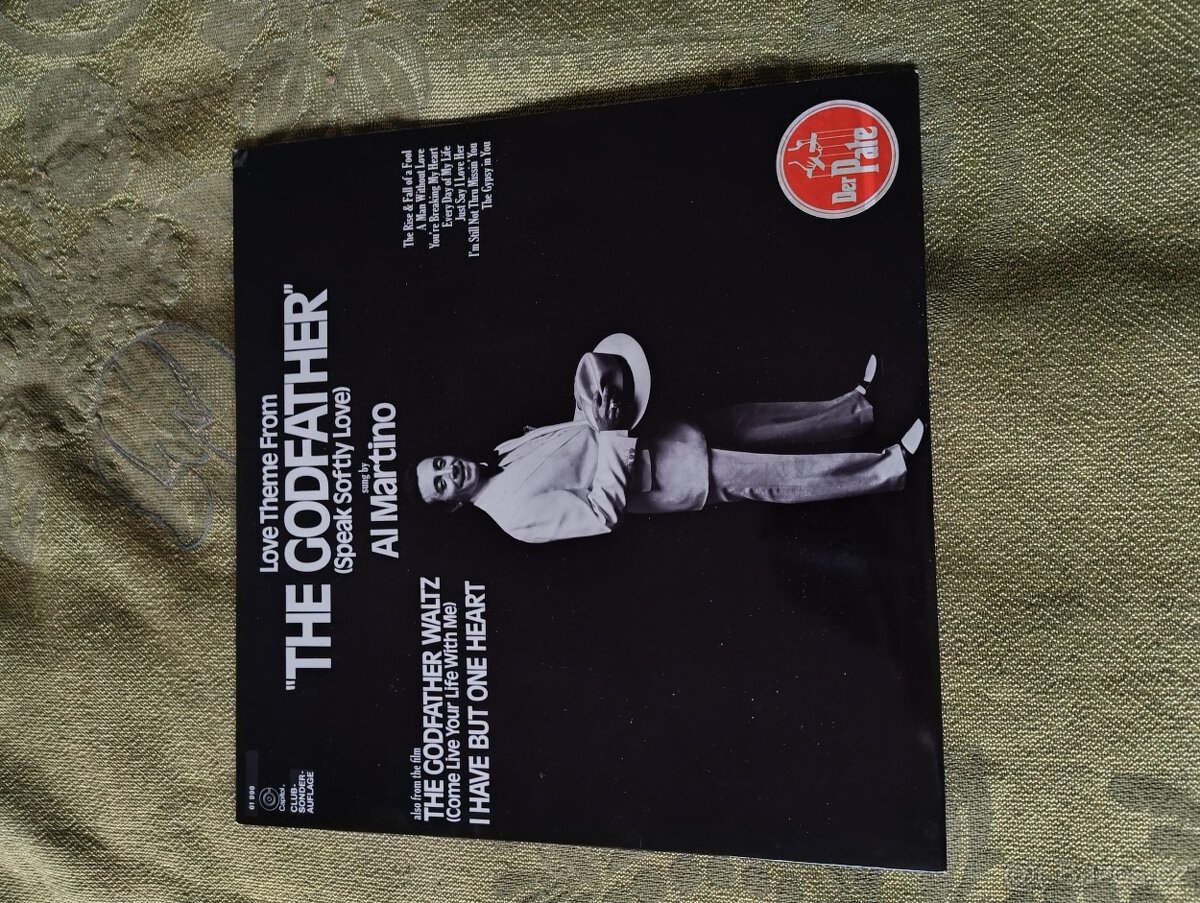 61 998
Capitol.
CLUB-
SONDER-
AUFLAGE
Love Theme From
"THE GODFATHER"
(Speak Softly Love)
sung by
Al Martino
also from the film
THE GODFATHER WALTZ
(Come Live Your Life With Me)
I HAVE BUT ONE HEART
The Rise & Fall of a Fool
A Man Without Love
You're Breaking My Heart
Every Day of My Life
Just Say I Love Her
I'm Still Not Thru Missin' You
The Gypsy in You
Der Pate